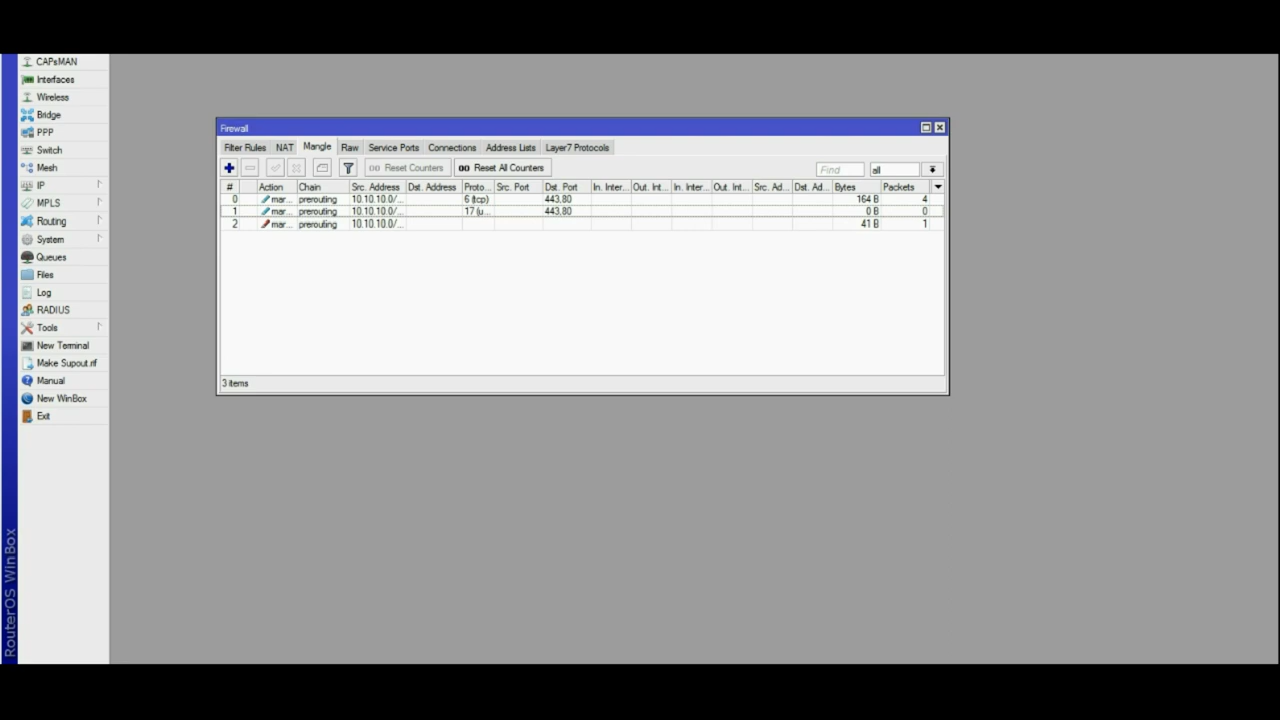 CAPsMAN
Interfaces
Wireless
Bridge
PPP
Switch
Mesh
IP
MPLS
Routing
System
Queues
Files
Log
RADIUS
Tools
New Terminal
Make Supout.rif
Manual
New WinBox
Exit
RouterOS WinBox
Firewall
Filter Rules NAT Mangle Raw Service Ports Connections Address Lists Layer7 Protocols
00 Reset Counters 00 Reset All Counters Find all
# Action Chain Src. Address Dst. Address Proto... Src. Port Dst. Port In. Inter... Out. Int... In. Inter... Out. Int... Src. Ad... Dst. Ad... Bytes Packets
0 mar... prerouting 10.10.10.0/... 6 (tcp) 443,80 164 B 4
1 mar... prerouting 10.10.10.0/... 17 (u... 443,80 0 B 0
2 mar... prerouting 10.10.10.0/... 41 B 1
3 items